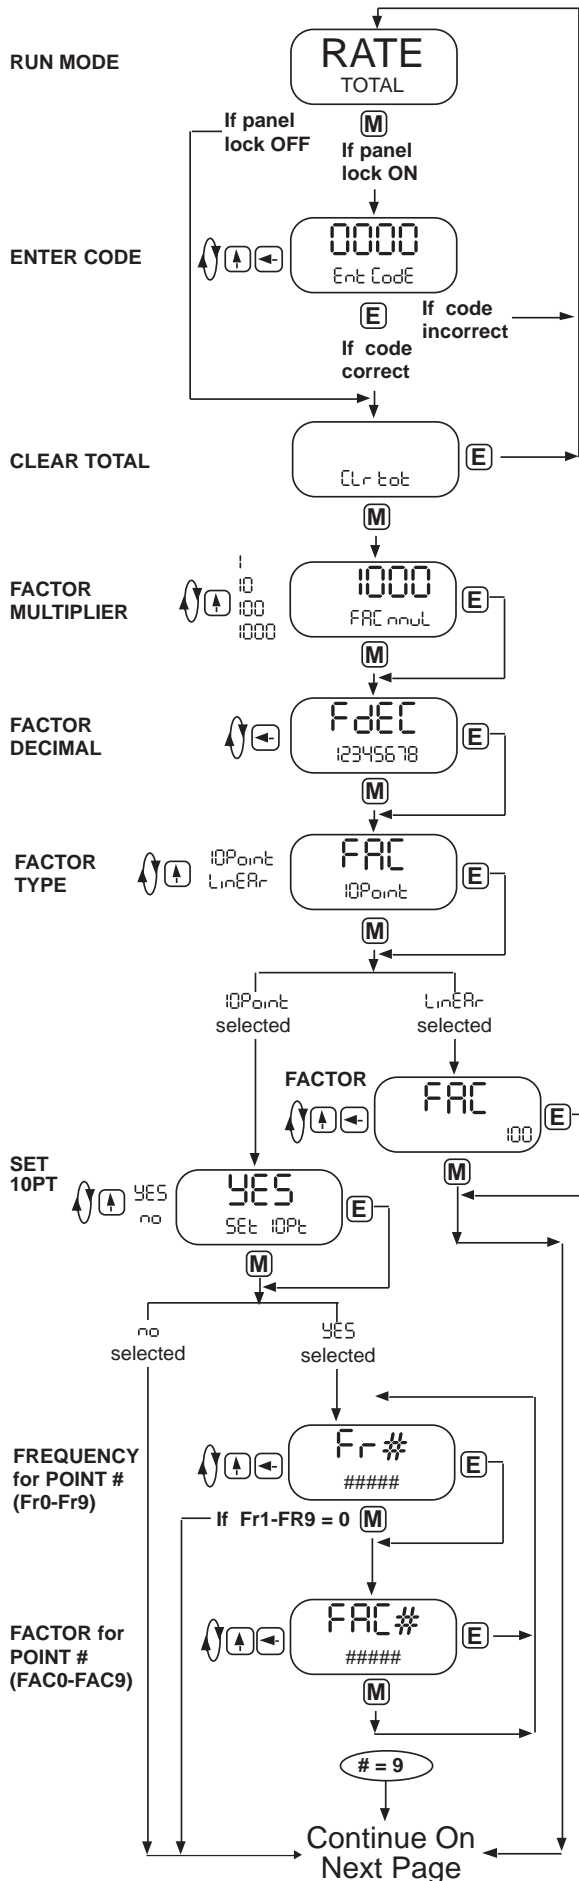 RATE
RUN MODE
TOTAL
If panel
lock OFF
M
If panel
lock ON
0000
ENTER CODE
Ent CodE
E
If code
incorrect
If code
correct
CLEAR TOTAL
E
CLr tot
M
1
10
100
1000
FACTOR
MULTIPLIER
1000
FAC mul
E
M
FACTOR
DECIMAL
FdEC
12345678
E
M
FACTOR
TYPE
10Point
LinEAr
FAC
10Point
E
M
10Point
selected
LinEAr
selected
FACTOR
FAC
100
E
M
SET
10PT
YES
no
YES
SEt 10Pt
E
M
no
selected
YES
selected
FREQUENCY
for POINT #
(Fr0-Fr9)
Fr#
#####
E
If Fr1-FR9 = 0
M
FACTOR for
POINT #
(FAC0-FAC9)
FAC#
#####
E
M
# = 9
Continue On
Next Page